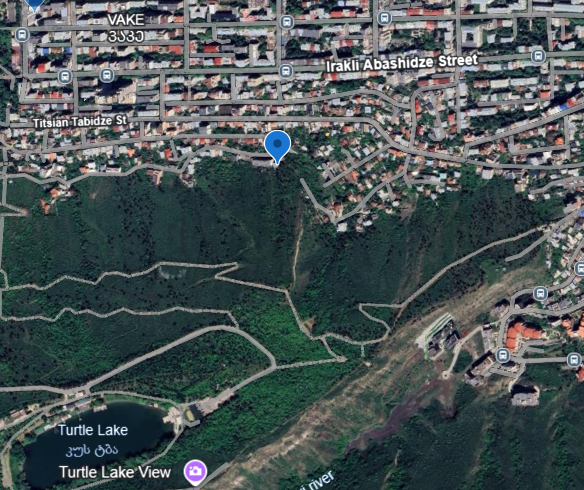 VAKE
ვაკე
Irakli Abashidze Street
Titsian Tabidze St
Turtle Lake
კუს ტბა
Turtle Lake View
river